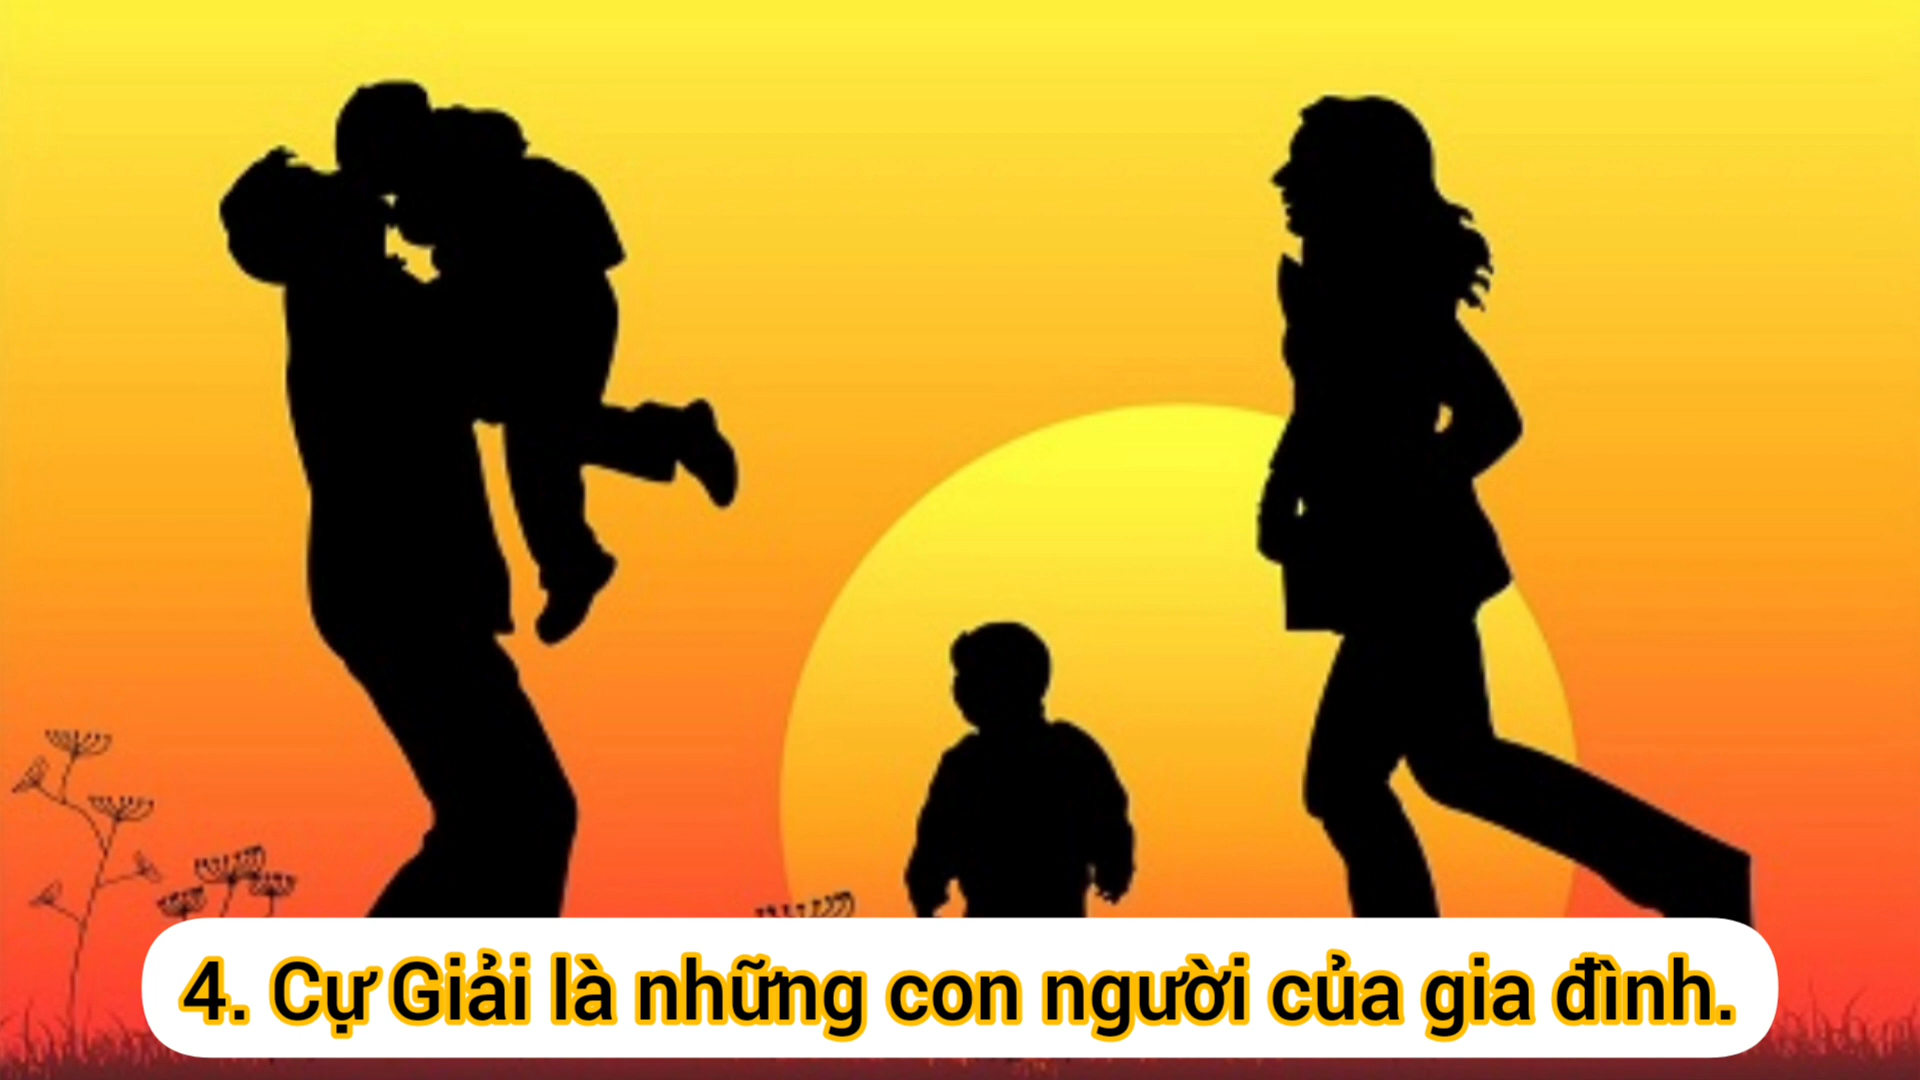 4. Cự Giải là những con người của gia đình.